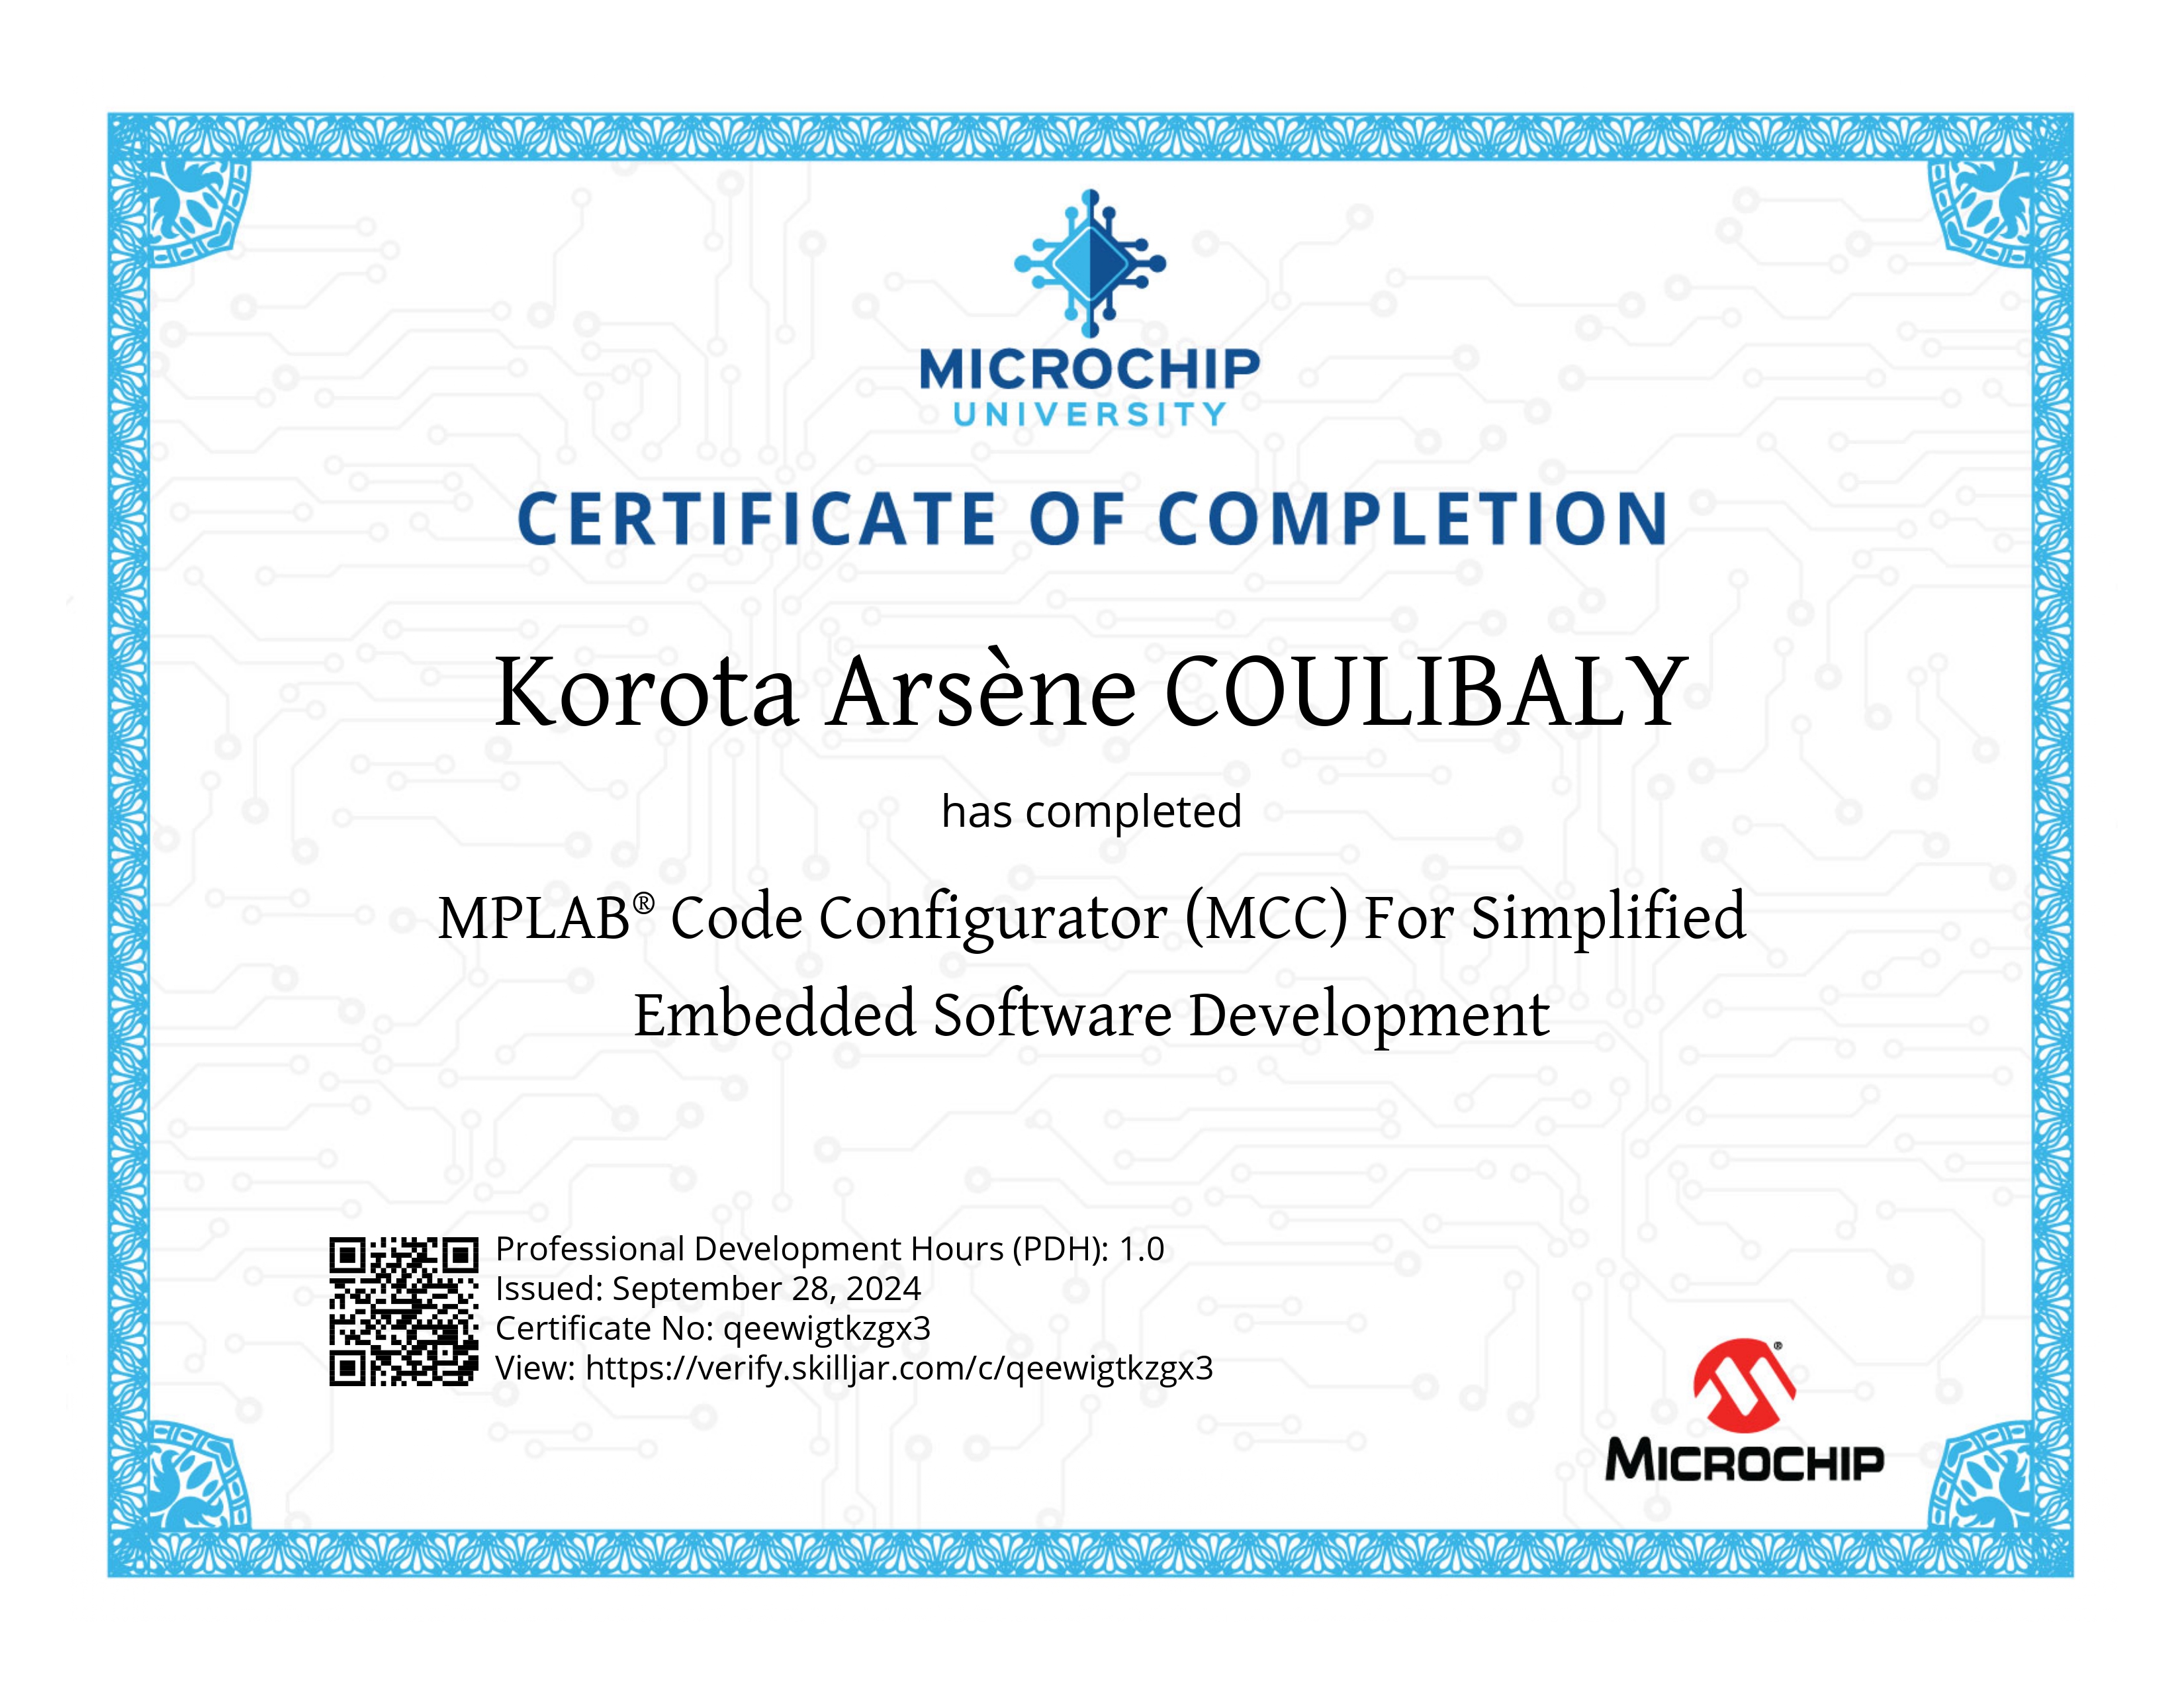 MICROCHIP
UNIVERSITY
CERTIFICATE OF COMPLETION
Korota Arsène COULIBALY
has completed
MPLAB® Code Configurator (MCC) For Simplified
Embedded Software Development
Professional Development Hours (PDH): 1.0
Issued: September 28, 2024
Certificate No: qeewigtkzgx3
View: https://verify.skilljar.com/c/qeewigtkzgx3
®
MICROCHIP